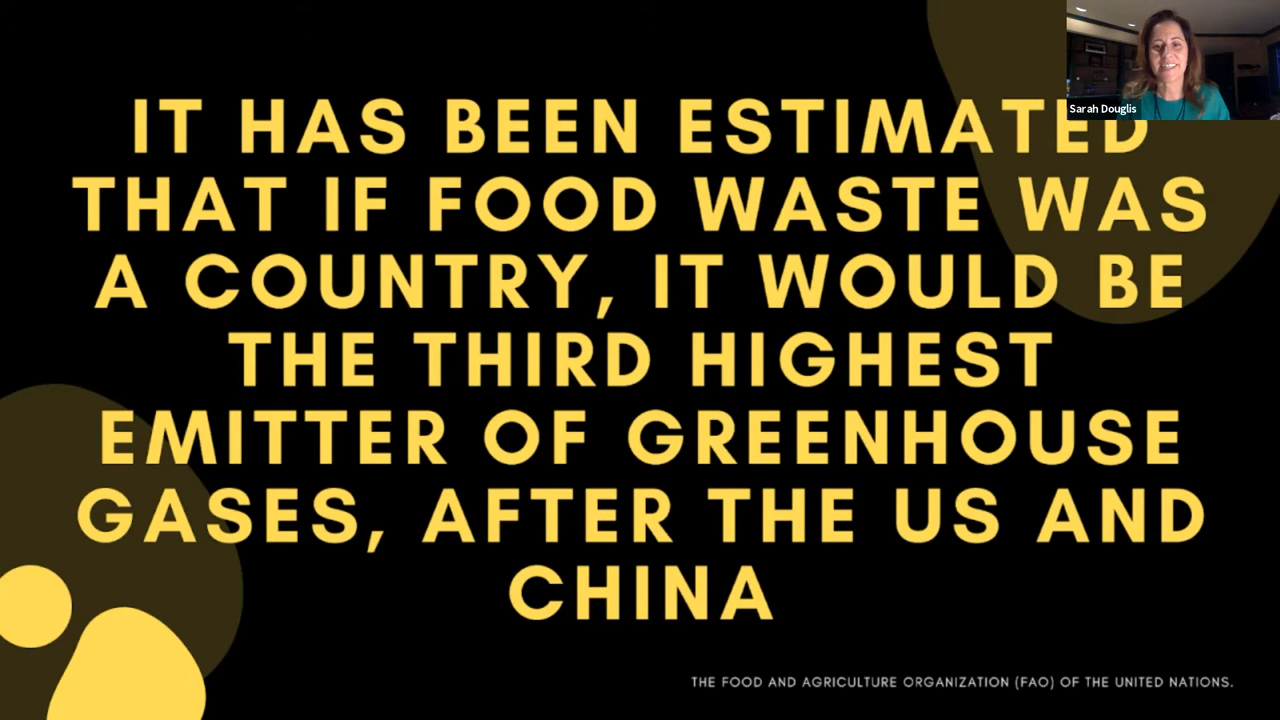 Sarah Douglis
IT HAS BEEN ESTIMATED
THAT IF FOOD WASTE WAS
A COUNTRY, IT WOULD BE
THE THIRD HIGHEST
EMITTER OF GREENHOUSE
GASES, AFTER THE US AND
CHINA
THE FOOD AND AGRICULTURE ORGANIZATION (FAO) OF THE UNITED NATIONS.